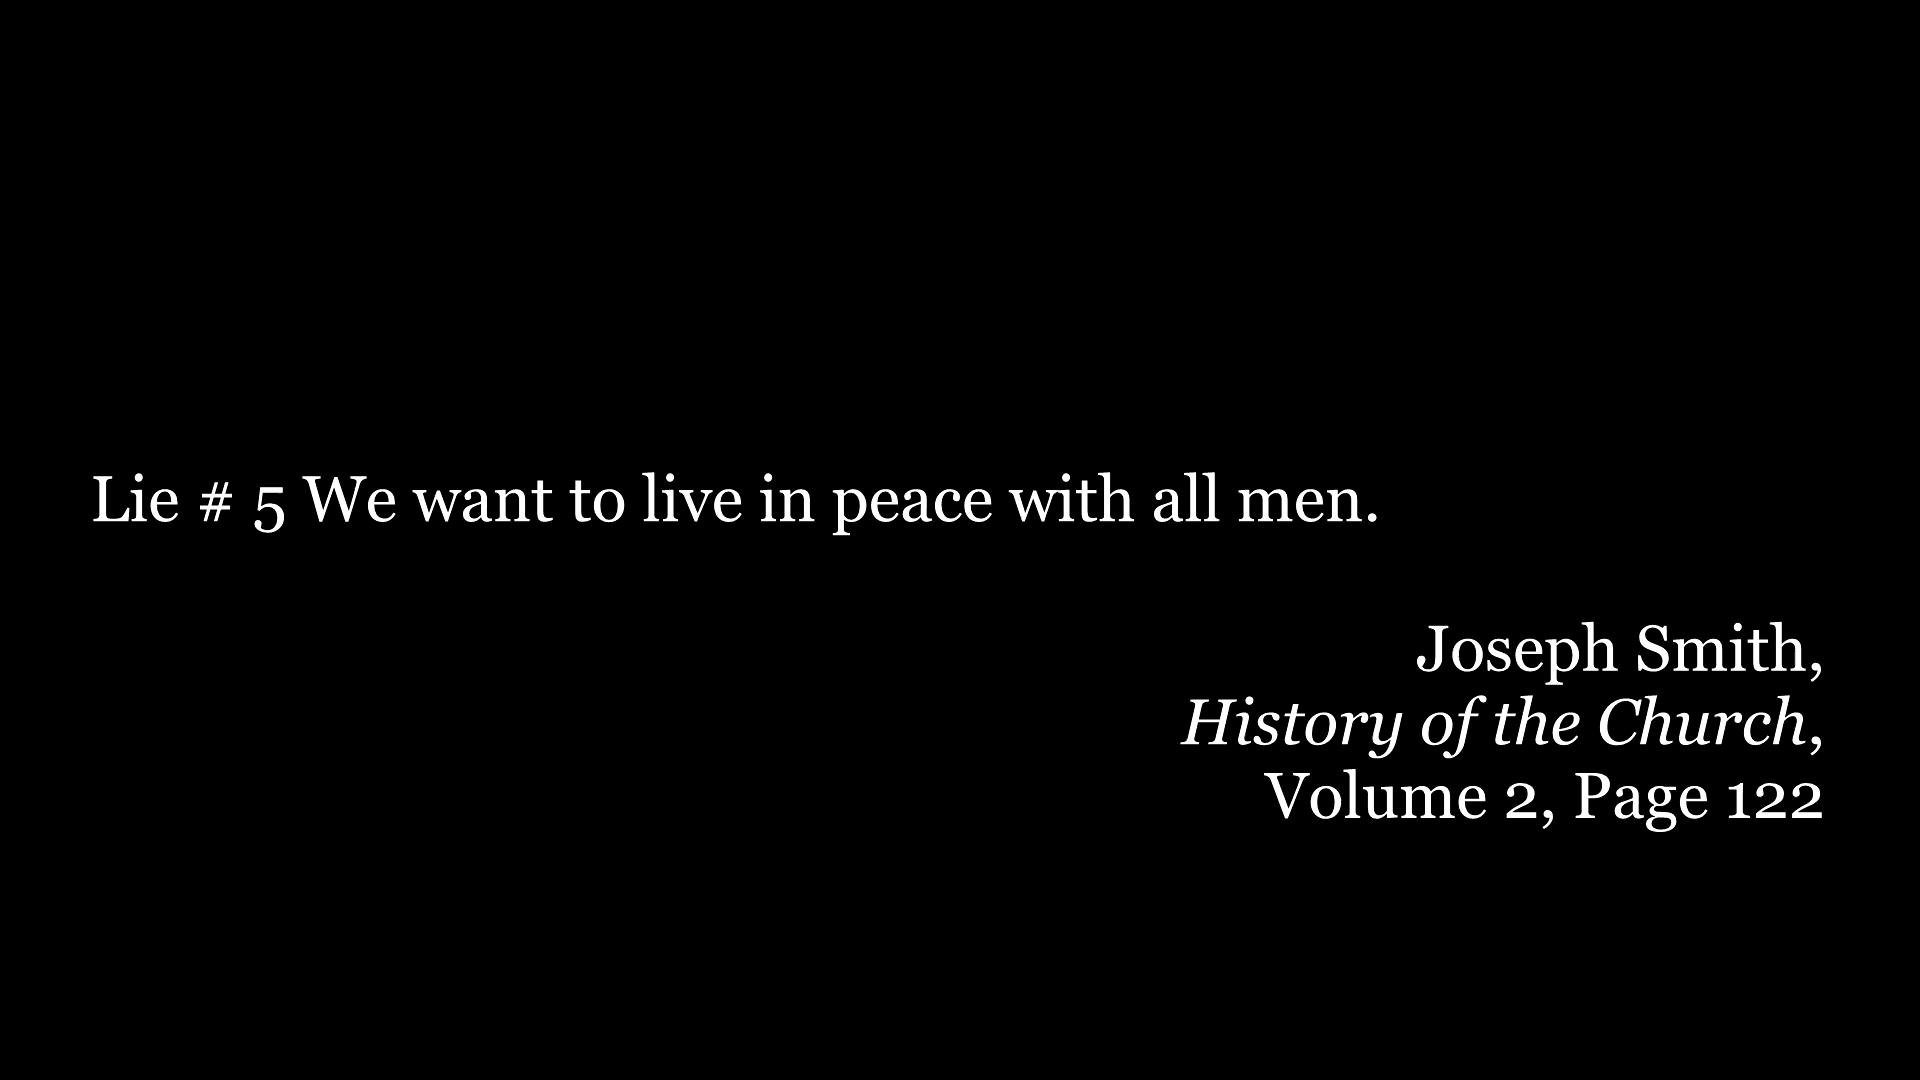 Lie # 5 We want to live in peace with all men.
Joseph Smith,
History of the Church,
Volume 2, Page 122